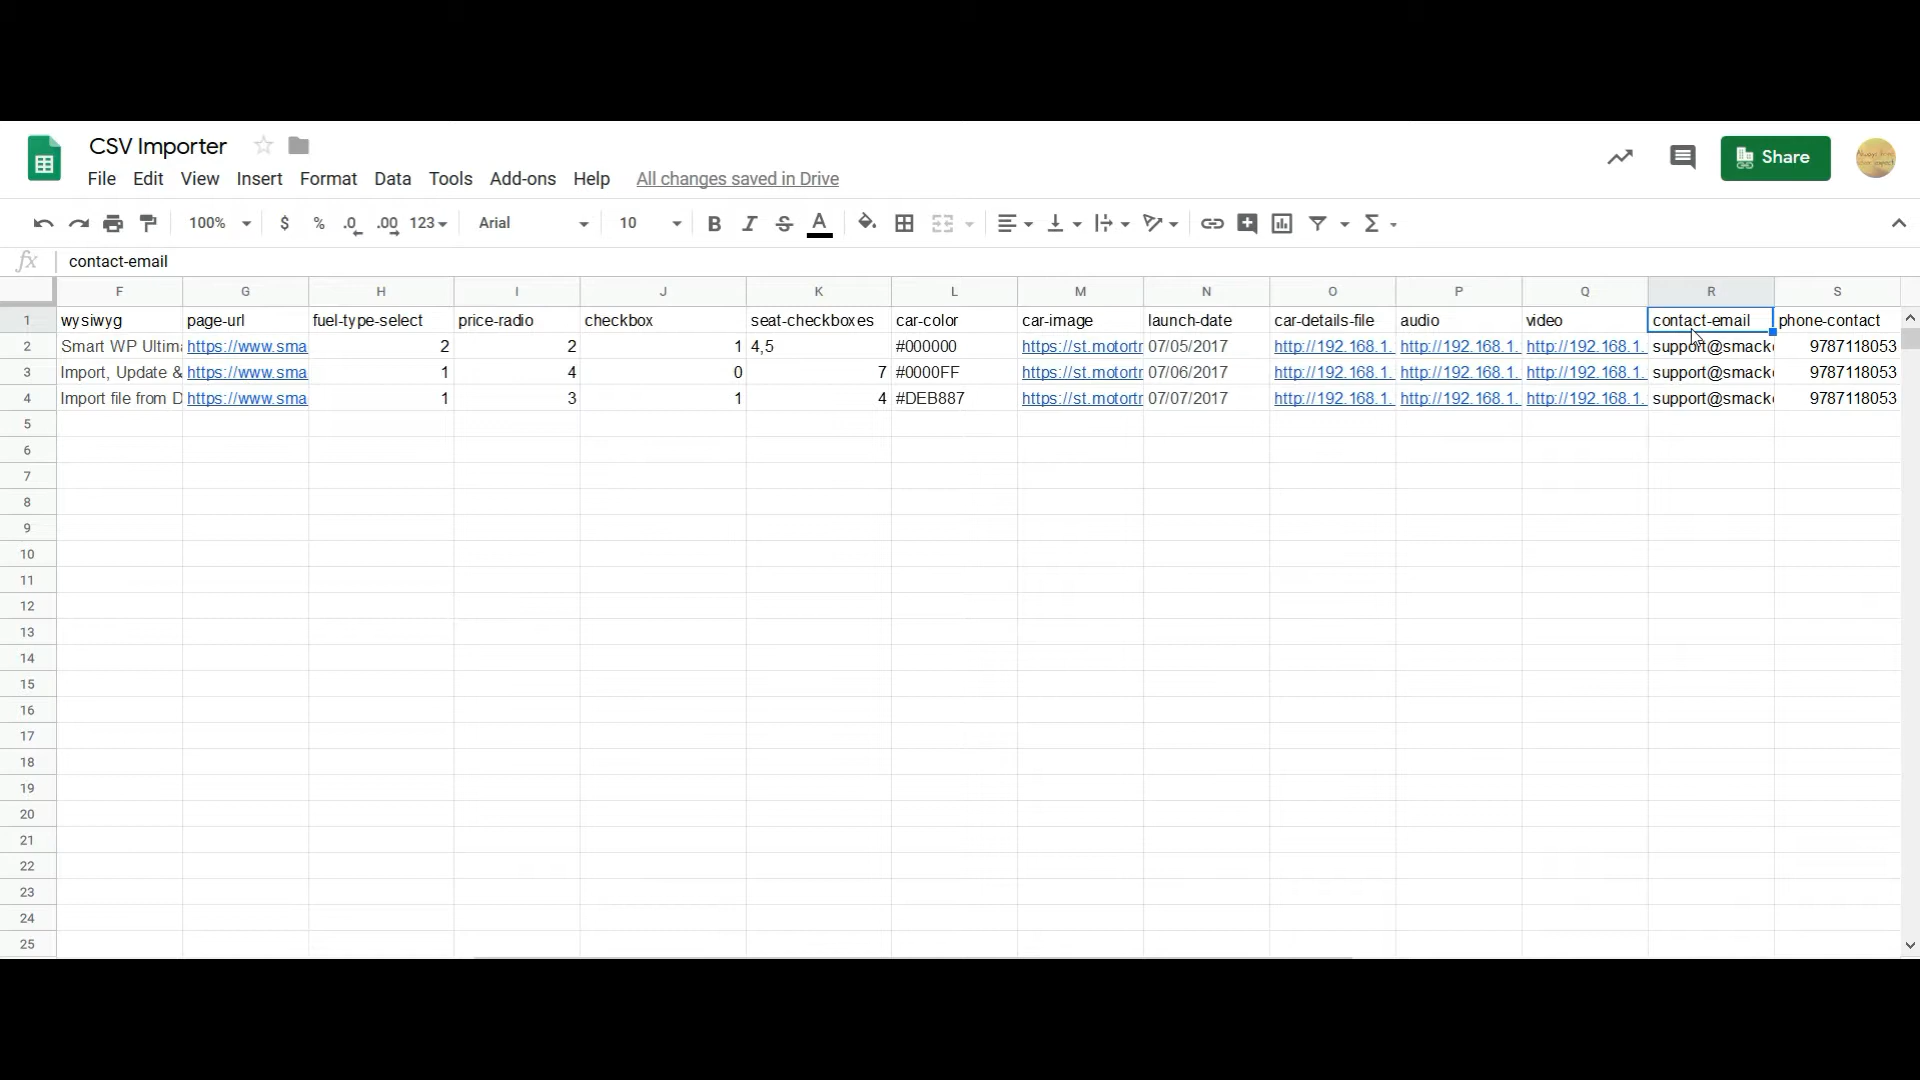 CSV Importer
File Edit View Insert Format Data Tools Add-ons Help All changes saved in Drive
Share
100% $ % .0 .00 123 Arial 10 B I S A Σ
fx contact-email
F G H I J K L M N O P Q R S
1 wysiwyg page-url fuel-type-select price-radio checkbox seat-checkboxes car-color car-image launch-date car-details-file audio video contact-email phone-contact
2 Smart WP Ultima https://www.sma 2 2 1 4,5 #000000 https://st.motortr 07/05/2017 http://192.168.1. http://192.168.1. http://192.168.1. support@smack 9787118053
3 Import, Update & https://www.sma 1 4 0 7 #0000FF https://st.motortr 07/06/2017 http://192.168.1. http://192.168.1. http://192.168.1. support@smack 9787118053
4 Import file from D https://www.sma 1 3 1 4 #DEB887 https://st.motortr 07/07/2017 http://192.168.1. http://192.168.1. http://192.168.1. support@smack 9787118053
5
6
7
8
9
10
11
12
13
14
15
16
17
18
19
20
21
22
23
24
25